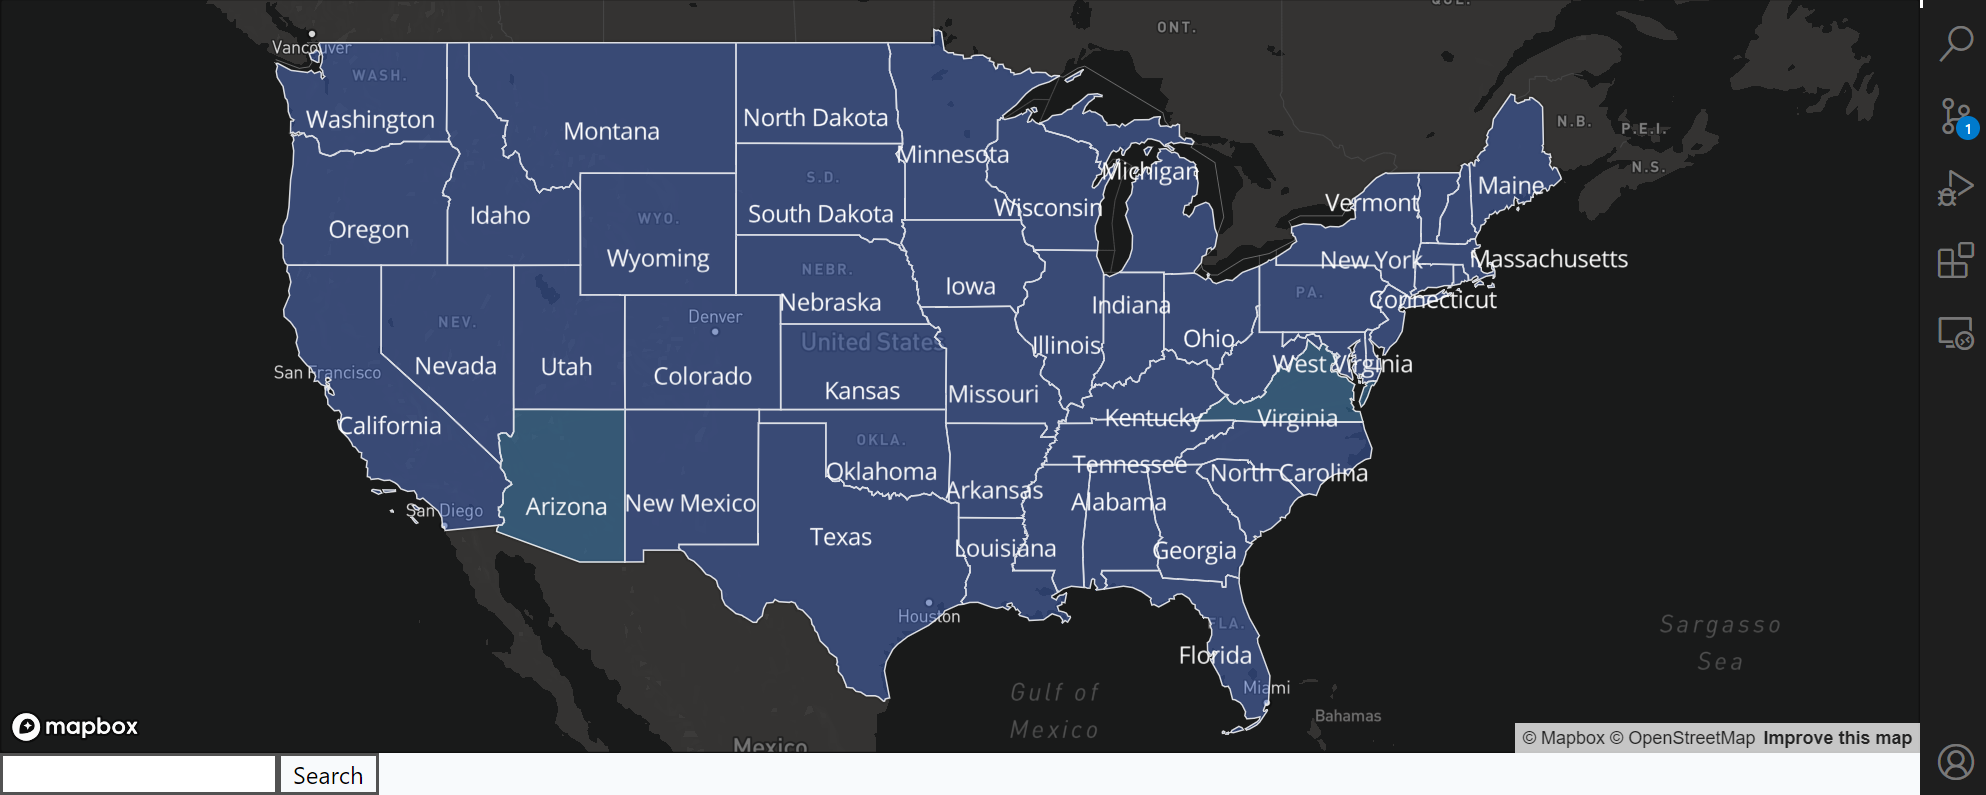 QUE.
ONT.
Vancouver
WASH.
Washington
Montana
North Dakota
Minnesota
N.B.
P.E.I.
N.S.
Michigan
S.D.
South Dakota
Wisconsin
Maine
Vermont
Idaho
Oregon
WYO.
Wyoming
New York
Massachusetts
NEBR.
Nebraska
Iowa
Indiana
PA.
Connecticut
Denver
NEV.
Nevada
Utah
Colorado
United States
Kansas
Illinois
Ohio
West Virginia
San Francisco
Missouri
California
Kentucky
Virginia
OKLA.
Oklahoma
Tennessee
North Carolina
Arkansas
Alabama
San Diego
Arizona
New Mexico
Texas
Louisiana
Georgia
Houston
FLA.
Florida
Miami
Bahamas
Gulf of
Mexico
Sargasso
Sea
Mexico
mapbox
© Mapbox © OpenStreetMap Improve this map
Search
1